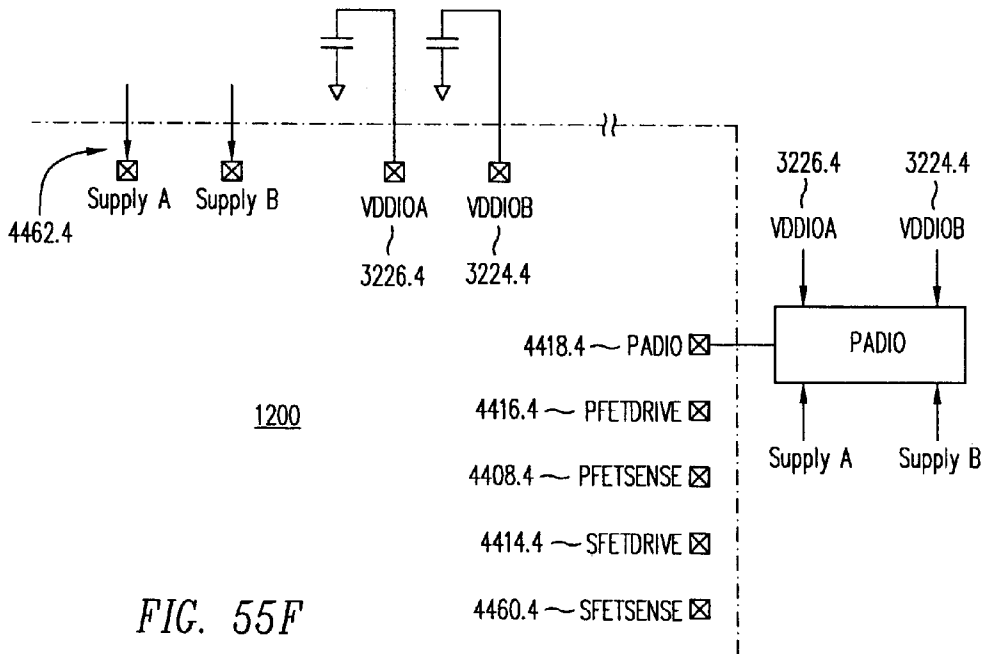 Supply A Supply B VDDIOA VDDIOB
4462.4
3226.4 3224.4
3226.4 3224.4
VDDIOA VDDIOB
4418.4 PADIO
PADIO
4416.4 PFETDRIVE
1200
4408.4 PFETSENSE
Supply A Supply B
4414.4 SFETDRIVE
4460.4 SFETSENSE
FIG. 55F